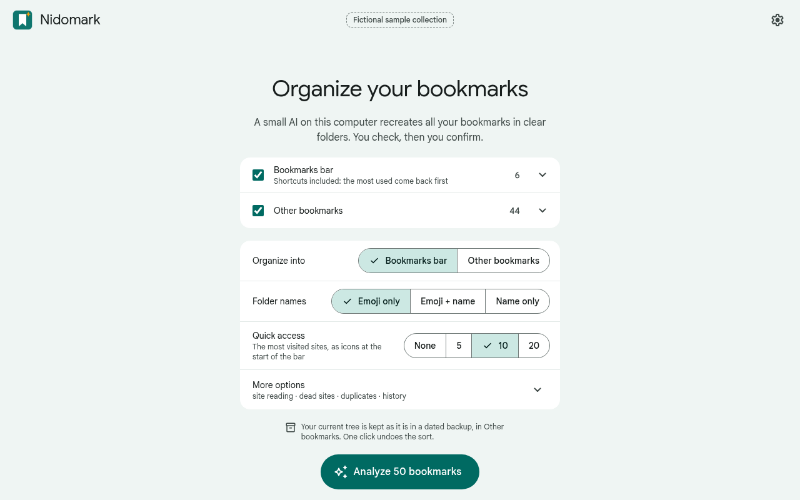 Nidomark
Fictional sample collection
Organize your bookmarks
A small AI on this computer recreates all your bookmarks in clear
folders. You check, then you confirm.
Bookmarks bar
Shortcuts included: the most used come back first
6
Other bookmarks
44
Organize into
Bookmarks bar
Other bookmarks
Folder names
Emoji only
Emoji + name
Name only
Quick access
The most visited sites, as icons at the
start of the bar
None
5
10
20
More options
site reading · dead sites · duplicates · history
Your current tree is kept as it is in a dated backup, in Other
bookmarks. One click undoes the sort.
Analyze 50 bookmarks